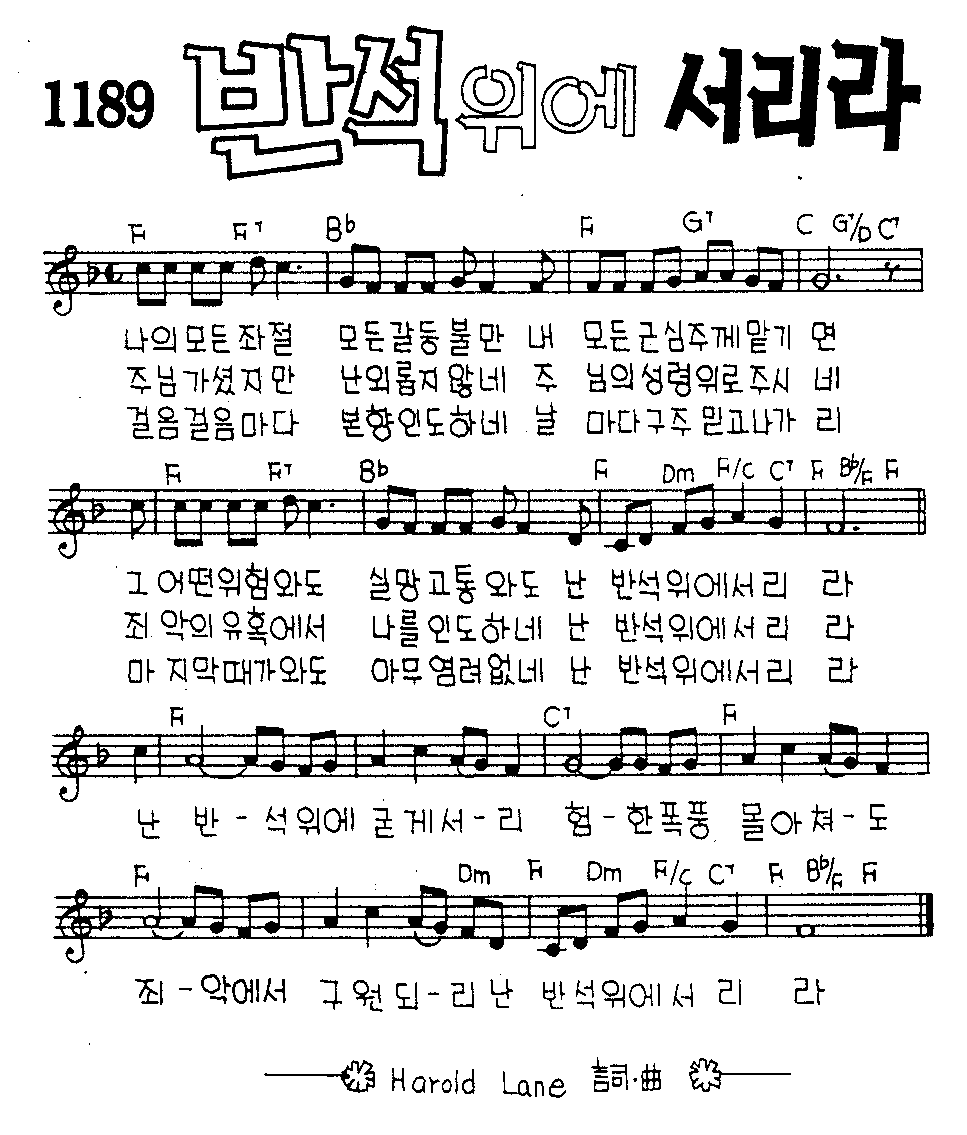 1189 반석 위에 서리라
F F7 Bb F G7 C G7/D C7
나의모든좌절 모든갈등불만 내 모든근심주께맡기 면
주님가셨지만 난외롭지않네 주 님의성령위로주시 네
걸음걸음마다 본향인도하네 날 마다구주믿고나가 리
F F7 Bb F Dm F/C C7 F Bb/F F
그 어떤위험와도 실망고통와도 난 반석위에서리 라
죄 악의유혹에서 나를인도하네 난 반석위에서리 라
마 지막때가와도 아무염려없네 난 반석위에서리 라
F C7 F
난 반-석위에굳게서-리 험-한폭풍 몰아쳐-도
F Dm F Dm F/C C7 F Bb/F F
죄-악에서 구원되-리난 반석위에서 리 라
Harold Lane 詞·曲